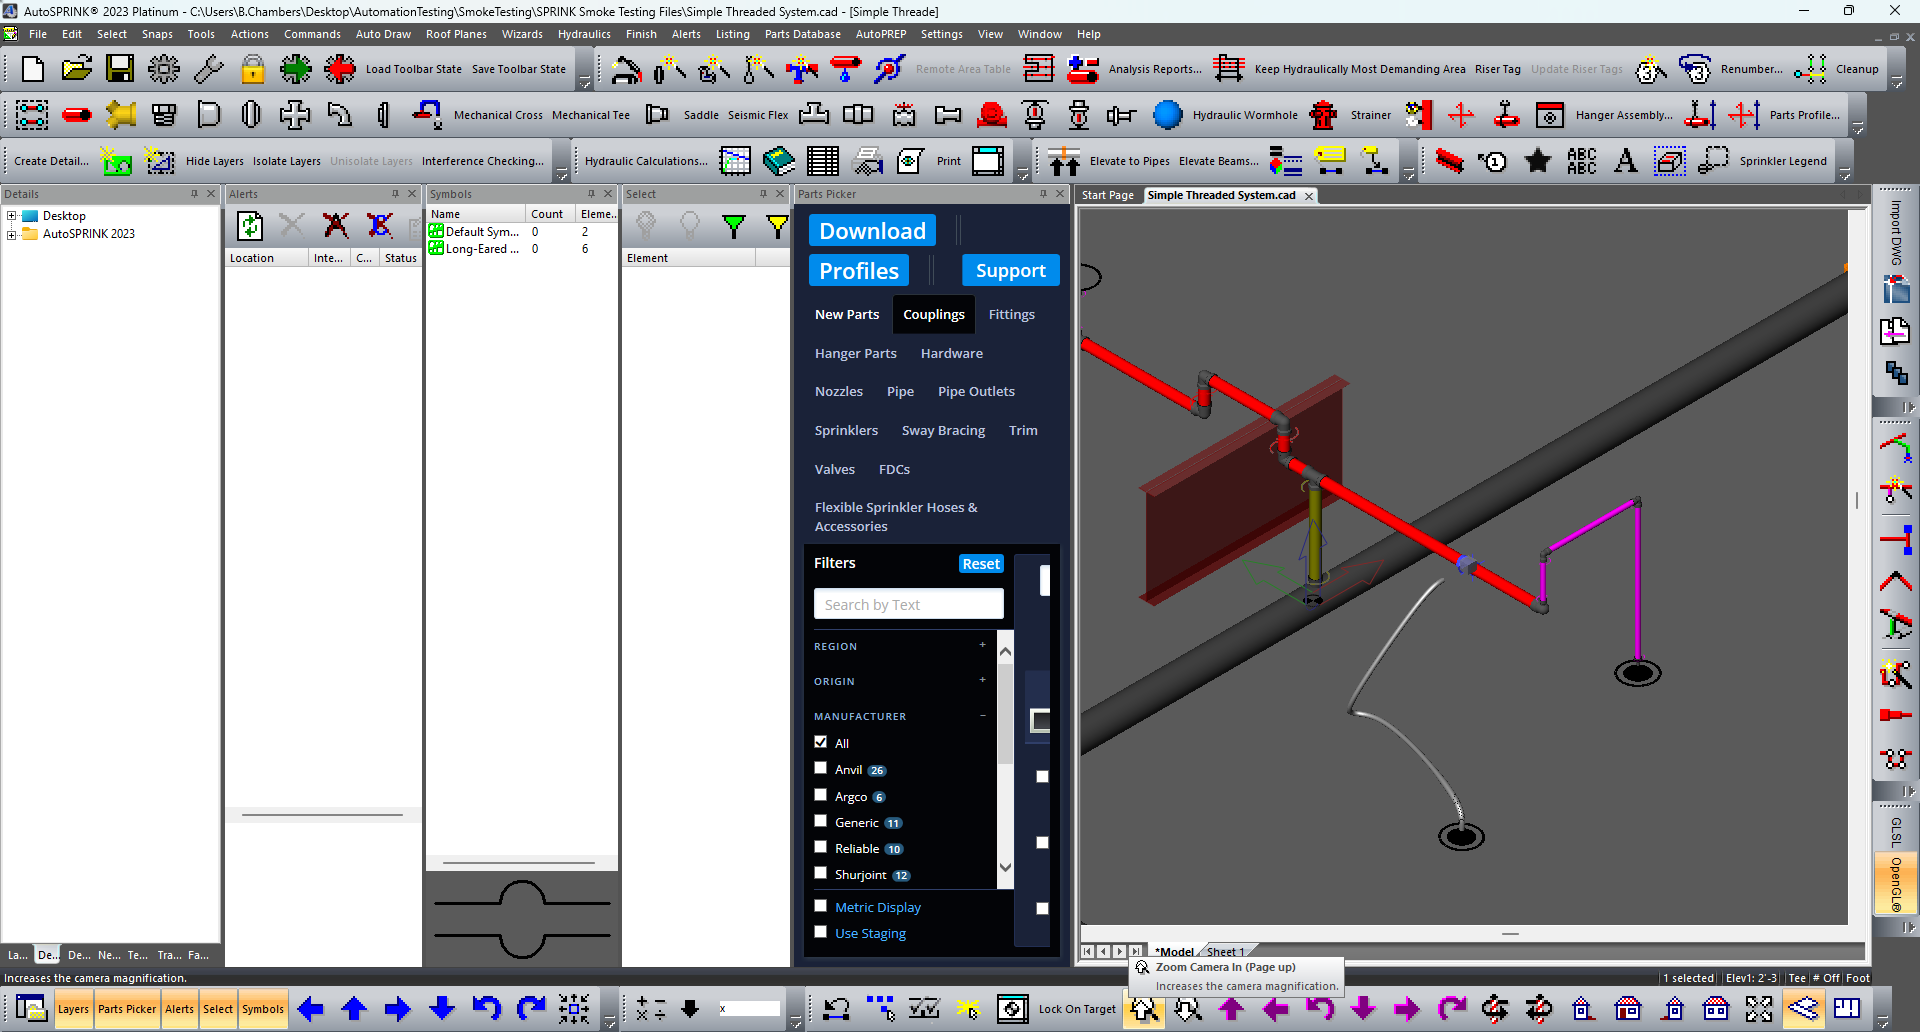 AutoSPRINK® 2023 Platinum - C:\Users\B.Chambers\Desktop\AutomationTesting\SmokeTesting\SPRINK Smoke Testing Files\Simple Threaded System.cad - [Simple Threade]
File Edit Select Snaps Tools Actions Commands Auto Draw Roof Planes Wizards Hydraulics Finish Alerts Listing Parts Database AutoPREP Settings View Window Help
Load Toolbar State Save Toolbar State Remote Area Table Analysis Reports... Keep Hydraulically Most Demanding Area Riser Tag Update Riser Tags Renumber... Cleanup
Mechanical Cross Mechanical Tee Saddle Seismic Flex Hydraulic Wormhole Strainer Hanger Assembly... Parts Profile...
Create Detail... Hide Layers Isolate Layers Unisolate Layers Interference Checking... Hydraulic Calculations... Print Elevate to Pipes Elevate Beams... ABC ABC A Sprinkler Legend
Details
Desktop
AutoSPRINK 2023
La... De... De... Ne... Te... Tra... Fa...
Alerts
Location Inte... C... Status
Symbols
Name Count Eleme...
Default Sym... 0 2
Long-Eared ... 0 6
Select
Element
Parts Picker
Download
Profiles Support
New Parts Couplings Fittings
Hanger Parts Hardware
Nozzles Pipe Pipe Outlets
Sprinklers Sway Bracing Trim
Valves FDCs
Flexible Sprinkler Hoses &
Accessories
Filters Reset
Search by Text
REGION +
ORIGIN +
MANUFACTURER −
All
Anvil 26
Argco 6
Generic 11
Reliable 10
Shurjoint 12
Metric Display
Use Staging
Start Page Simple Threaded System.cad
*Model Sheet 1
Import DWG
GLSL
OpenGL®
Zoom Camera In (Page up)
Increases the camera magnification.
Increases the camera magnification.
1 selected Elev1: 2'-3 Tee # Off Foot
Layers Parts Picker Alerts Select Symbols x Lock On Target